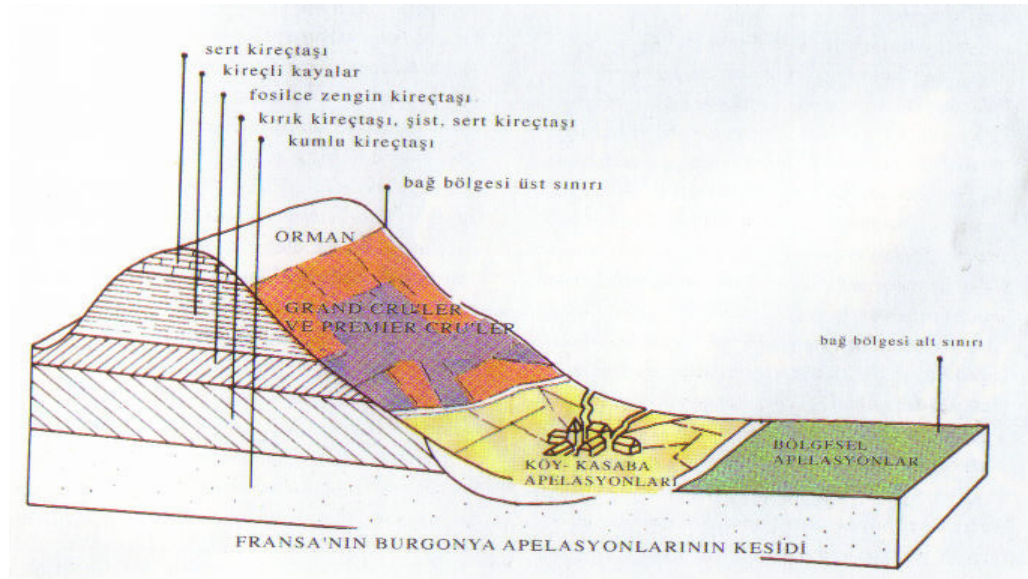 sert kireçtaşı
kireçli kayalar
fosilce zengin kireçtaşı
kırık kireçtaşı, şist, sert kireçtaşı
kumlu kireçtaşı
bağ bölgesi üst sınırı
ORMAN
GRAND CRU'LER
VE PREMIER CRU'LER
bağ bölgesi alt sınırı
BÖLGESEL
APELASYONLAR
KÖY- KASABA
APELASYONLARI
FRANSA'NIN BURGONYA APELASYONLARININ KESİDİ